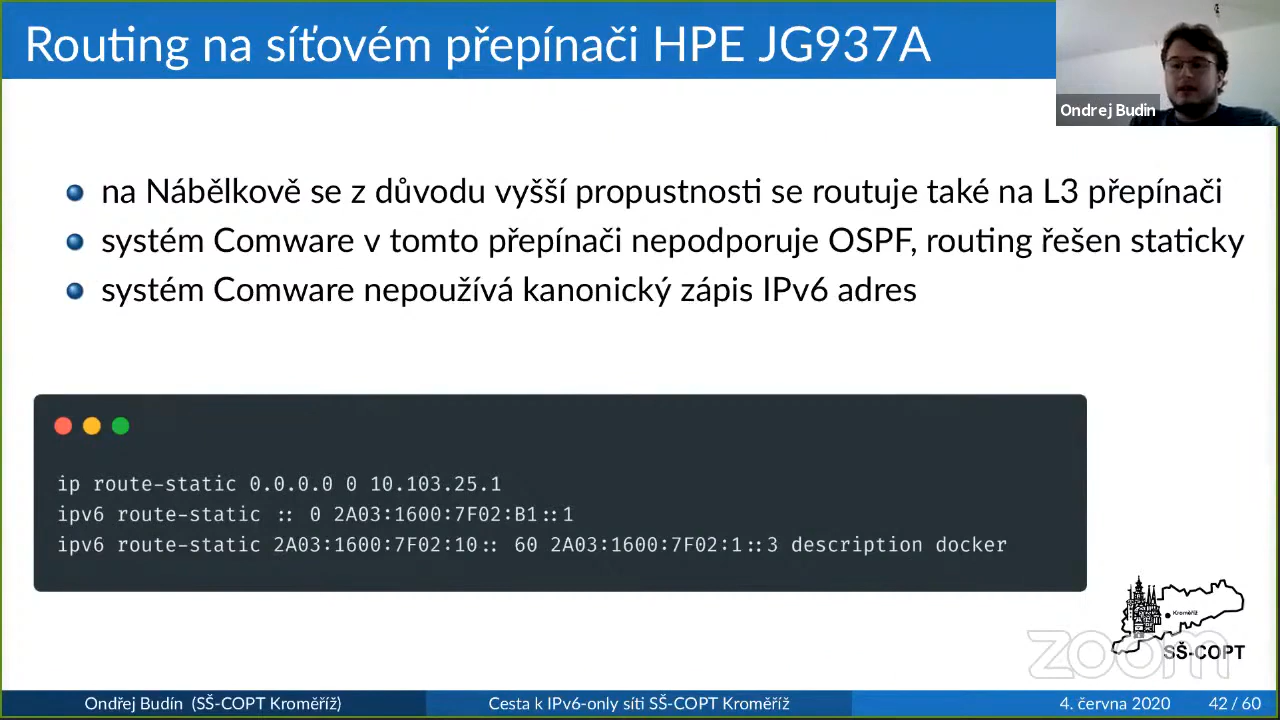 Routing na síťovém přepínači HPE JG937A
Ondrej Budin
na Nábělkově se z důvodu vyšší propustnosti se routuje také na L3 přepínači
systém Comware v tomto přepínači nepodporuje OSPF, routing řešen staticky
systém Comware nepoužívá kanonický zápis IPv6 adres
ip route-static 0.0.0.0 0 10.103.25.1
ipv6 route-static :: 0 2A03:1600:7F02:B1::1
ipv6 route-static 2A03:1600:7F02:10:: 60 2A03:1600:7F02:1::3 description docker
Kroměříž
zoom
SŠ-COPT
Ondřej Budín (SŠ-COPT Kroměříž)
Cesta k IPv6-only síti SŠ-COPT Kroměříž
4. června 2020
42 / 60